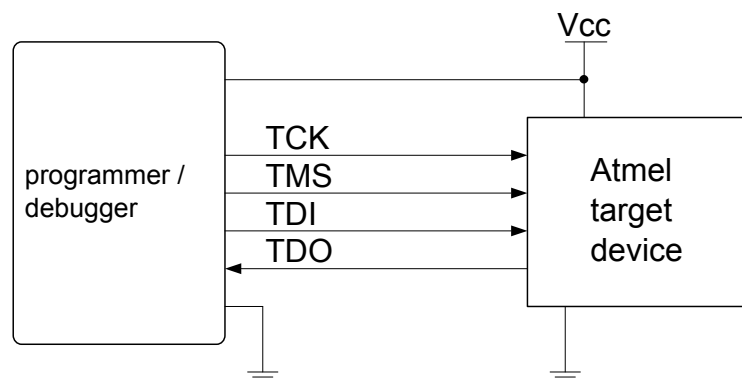 Vcc
programmer /
debugger
TCK
TMS
TDI
TDO
Atmel
target
device